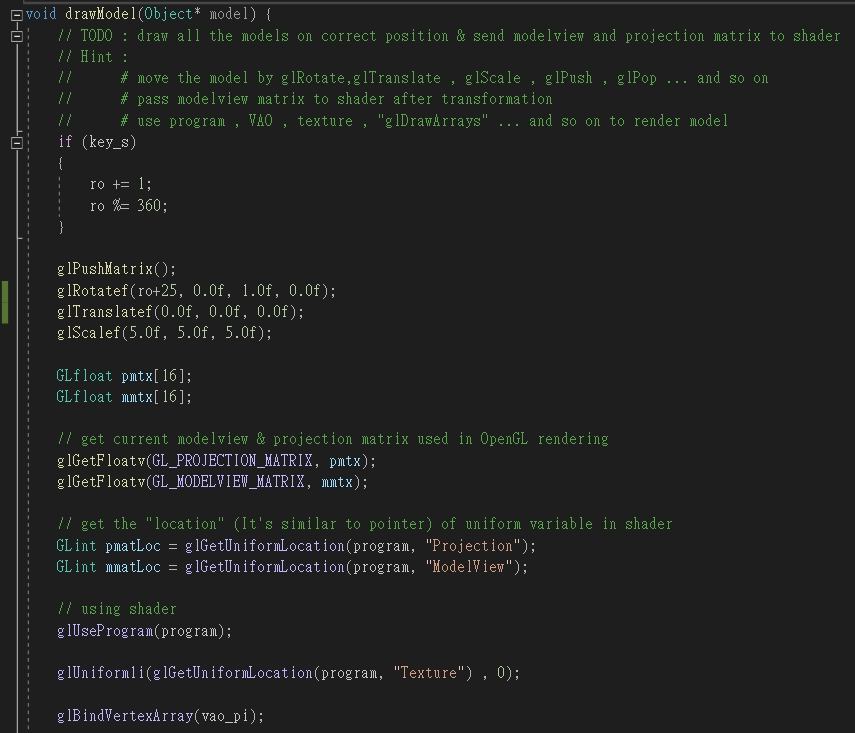 void drawModel(Object* model) {
// TODO : draw all the models on correct position & send modelview and projection matrix to shader
// Hint :
//      # move the model by glRotate,glTranslate , glScale , glPush , glPop ... and so on
//      # pass modelview matrix to shader after transformation
//      # use program , VAO , texture , "glDrawArrays" ... and so on to render model
if (key_s)
{
ro += 1;
ro %= 360;
}
glPushMatrix();
glRotatef(ro+25, 0.0f, 1.0f, 0.0f);
glTranslatef(0.0f, 0.0f, 0.0f);
glScalef(5.0f, 5.0f, 5.0f);
GLfloat pmtx[16];
GLfloat mmtx[16];
// get current modelview & projection matrix used in OpenGL rendering
glGetFloatv(GL_PROJECTION_MATRIX, pmtx);
glGetFloatv(GL_MODELVIEW_MATRIX, mmtx);
// get the "location" (It's similar to pointer) of uniform variable in shader
GLint pmatLoc = glGetUniformLocation(program, "Projection");
GLint mmatLoc = glGetUniformLocation(program, "ModelView");
// using shader
glUseProgram(program);
glUniform1i(glGetUniformLocation(program, "Texture") , 0);
glBindVertexArray(vao_pi);